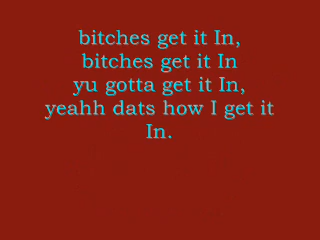 bitches get it In,
bitches get it In
yu gotta get it In,
yeahh dats how I get it
In.